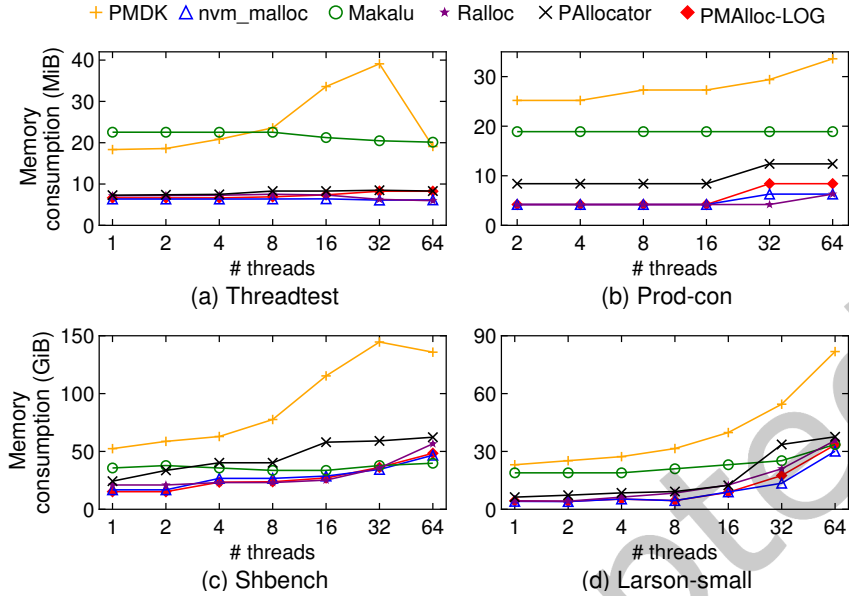 PMDK nvm_malloc Makalu Ralloc PAllocator PMAlloc-LOG
Memory
consumption (MiB)
40
30
20
10
0
1 2 4 8 16 32 64
# threads
(a) Threadtest
30
20
10
0
2 4 8 16 32 64
# threads
(b) Prod-con
Memory
consumption (GiB)
150
100
50
0
1 2 4 8 16 32 64
# threads
(c) Shbench
90
60
30
0
1 2 4 8 16 32 64
# threads
(d) Larson-small